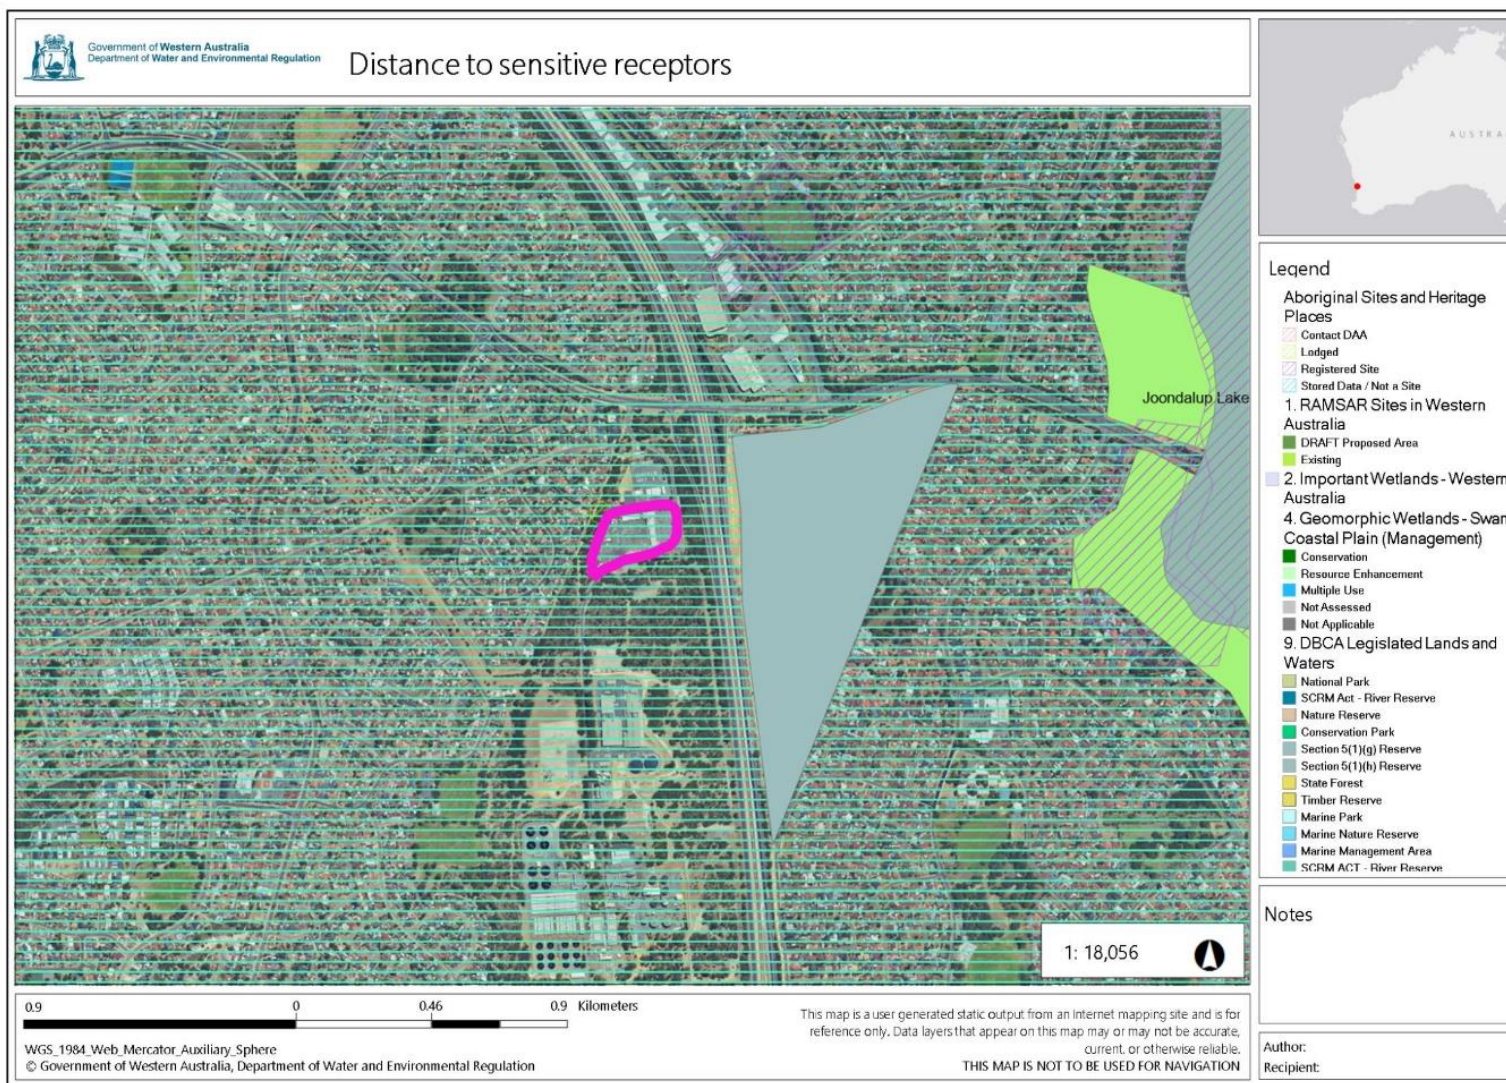 Government of Western Australia
Department of Water and Environmental Regulation
Distance to sensitive receptors
AUSTRA
Joondalup Lake
1: 18,056
Legend
Aboriginal Sites and Heritage
Places
Contact DAA
Lodged
Registered Site
Stored Data / Not a Site
1. RAMSAR Sites in Western
Australia
DRAFT Proposed Area
Existing
2. Important Wetlands - Western
Australia
4. Geomorphic Wetlands - Swan
Coastal Plain (Management)
Conservation
Resource Enhancement
Multiple Use
Not Assessed
Not Applicable
9. DBCA Legislated Lands and
Waters
National Park
SCRM Act - River Reserve
Nature Reserve
Conservation Park
Section 5(1)(g) Reserve
Section 5(1)(h) Reserve
State Forest
Timber Reserve
Marine Park
Marine Nature Reserve
Marine Management Area
SCRM ACT - River Reserve
Notes
0.9 0 0.46 0.9 Kilometers
WGS_1984_Web_Mercator_Auxiliary_Sphere
© Government of Western Australia, Department of Water and Environmental Regulation
This map is a user generated static output from an Internet mapping site and is for
reference only. Data layers that appear on this map may or may not be accurate,
current, or otherwise reliable.
THIS MAP IS NOT TO BE USED FOR NAVIGATION
Author:
Recipient: